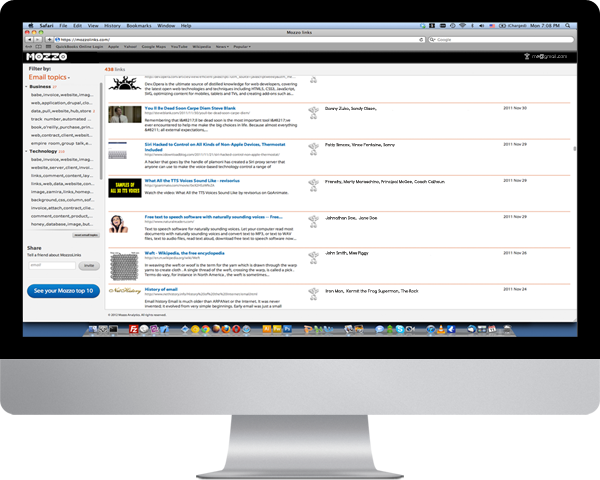 Safari File Edit View History Bookmarks Window Help
(Charged) Mon 7:08 PM
Mozzo links
https://mozzolinks.com/
Google
QuickBooks Online Login Apple Yahoo! Google Maps YouTube Wikipedia News Popular
MOZZO
me@gmail.com
Filter by:
Email topics
438 links
Business
babe_invoice_website_imag...
web_application_drupal_clo...
data_pull_website_hub_store
track_number_automated
book_o'reilly_purchase_prin...
web_contract_client_websit...
empire_room_group_talk_e...
Technology
babe_invoice_website_imag...
website_server_client_invoi...
links_comment_content_lay...
links_web_data_website_con...
image_zamira_links_homep...
background_css_column_sof...
invoice_attach_contract_clie...
comment_content_product_...
honey_database_image_but...
Share
Tell a friend about MozzoLinks
email
Invite
See your Mozzo top 10
Dev.Opera is the ultimate source of distilled knowledge for web developers, covering
the latest open web technologies and techniques including HTML5, CSS3, JavaScript,
SVG, optimizing content for mobiles, tablets and TVs, and creating add-ons such as...
You'll Be Dead Soon Carpe Diem Steve Blank
Remembering that &#8217;ll be dead soon is the most important tool I&#8217;ve
ever encountered to help me make the big choices in life. Because almost everything
&#8211; all external expectations...
Danny Zuko, Sandy Olsen,
2011 Nov 30
Siri Hacked to Control on All Kinds of Non-Apple Devices, Thermostat
Included
A hacker that goes by the handle of plamoni has created a Siri proxy server that
anyone can use to make the voice-based technology control a range of
Patty Simcox, Vince Fontaine, Sonny
2011 Nov 29
SAMPLES OF ALL DE TTS VOICES
What All the TTS Voices Sound Like - revisorius
Watch the video: What All the TTS Voices Sound Like by revisorius on GoAnimate.
Frenchy, Marty Maraschino, Principal McGee, Coach Calhoun
2011 Nov 29
Free text to speech software with naturally sounding voices -- Free...
Text to speech software for natural sounding voices. Let your computer read most
documents with naturally sounding voices and convert text to MP3, or text to WAV
files, text to audio files, read text aloud, download free text to speech software now...
Johnathan Doe, Jane Doe
2011 Nov 29
Weft - Wikipedia, the free encyclopedia
In weaving the weft or woof is the term for the yarn which is drawn through the warp
yarns to create cloth . A single thread of the weft, crossing the warp, is called a pick .
Terms do vary, for instance in North America , the weft is sometimes...
John Smith, Miss Piggy
2011 Nov 29
Net History
History of email
Email history Email is much older than ARPANet or the Internet. It was never
invented; it evolved from very simple beginnings. Early email was just a small
Iron Man, Kermit the Frog Superman, The Rock
2011 Nov 24
© 2012 Mozzo Analytics. All rights reserved.